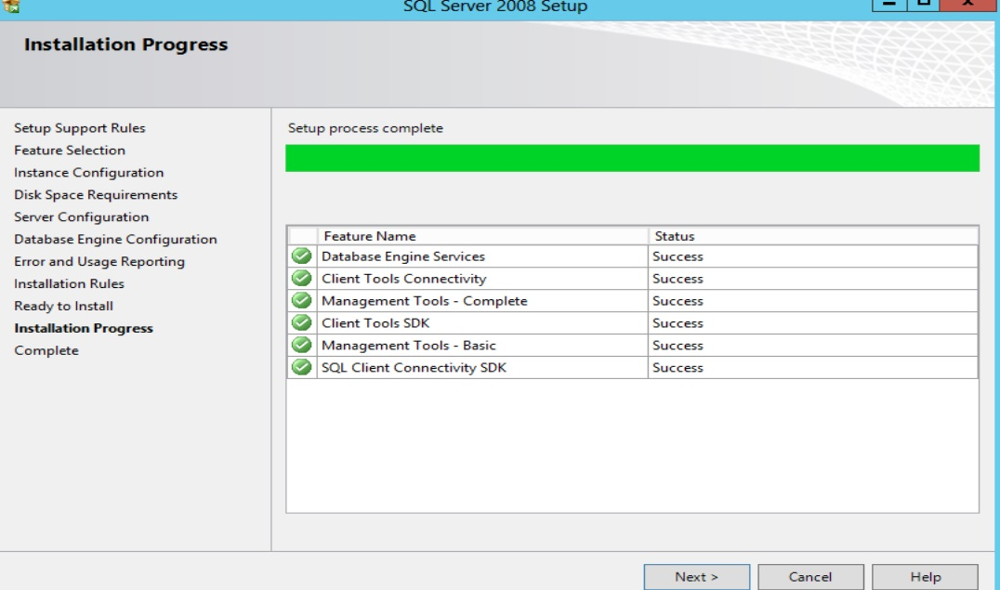 SQL Server 2008 Setup
Installation Progress
Setup Support Rules
Feature Selection
Instance Configuration
Disk Space Requirements
Server Configuration
Database Engine Configuration
Error and Usage Reporting
Installation Rules
Ready to Install
Installation Progress
Complete
Setup process complete
Feature Name Status
Database Engine Services Success
Client Tools Connectivity Success
Management Tools - Complete Success
Client Tools SDK Success
Management Tools - Basic Success
SQL Client Connectivity SDK Success
Next > Cancel Help